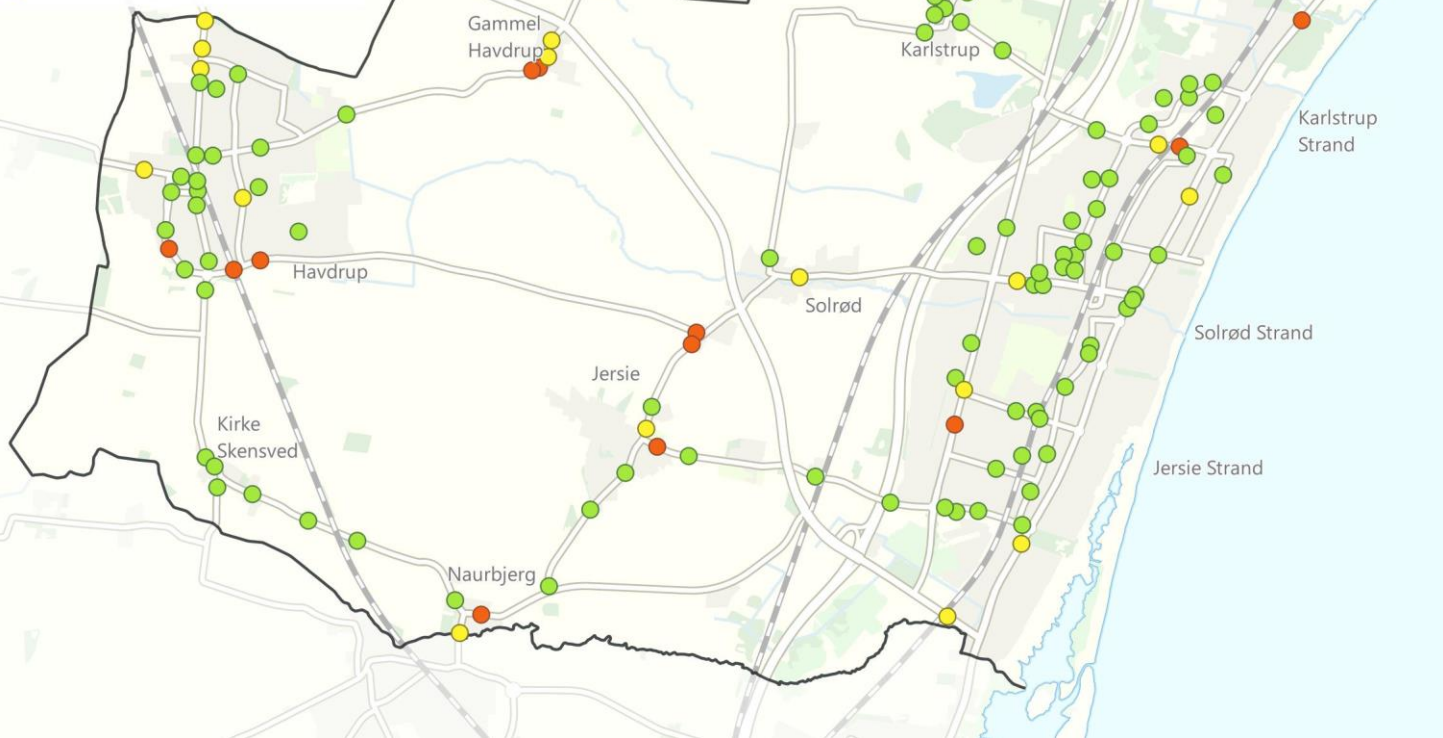 Gammel
Havdrup
Karlstrup
Karlstrup
Strand
Havdrup
Solrød
Solrød Strand
Jersie
Kirke
Skensved
Jersie Strand
Naurbjerg